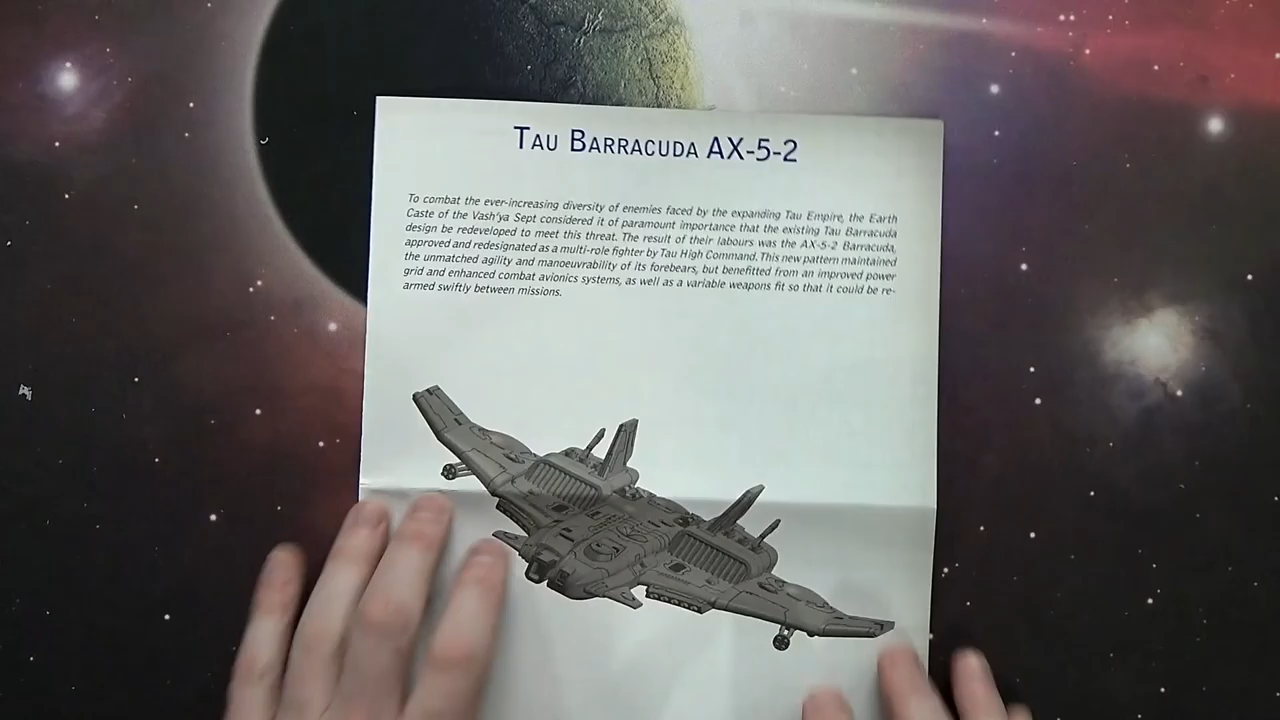 TAU BARRACUDA AX-5-2
To combat the ever-increasing diversity of enemies faced by the expanding Tau Empire, the Earth
Caste of the Vash'ya Sept considered it of paramount importance that the existing Tau Barracuda
design be redeveloped to meet this threat. The result of their labours was the AX-5-2 Barracuda,
approved and redesignated as a multi-role fighter by Tau High Command. This new pattern maintained
the unmatched agility and manoeuvrability of its forebears, but benefitted from an improved power
grid and enhanced combat avionics systems, as well as a variable weapons fit so that it could be re-
armed swiftly between missions.